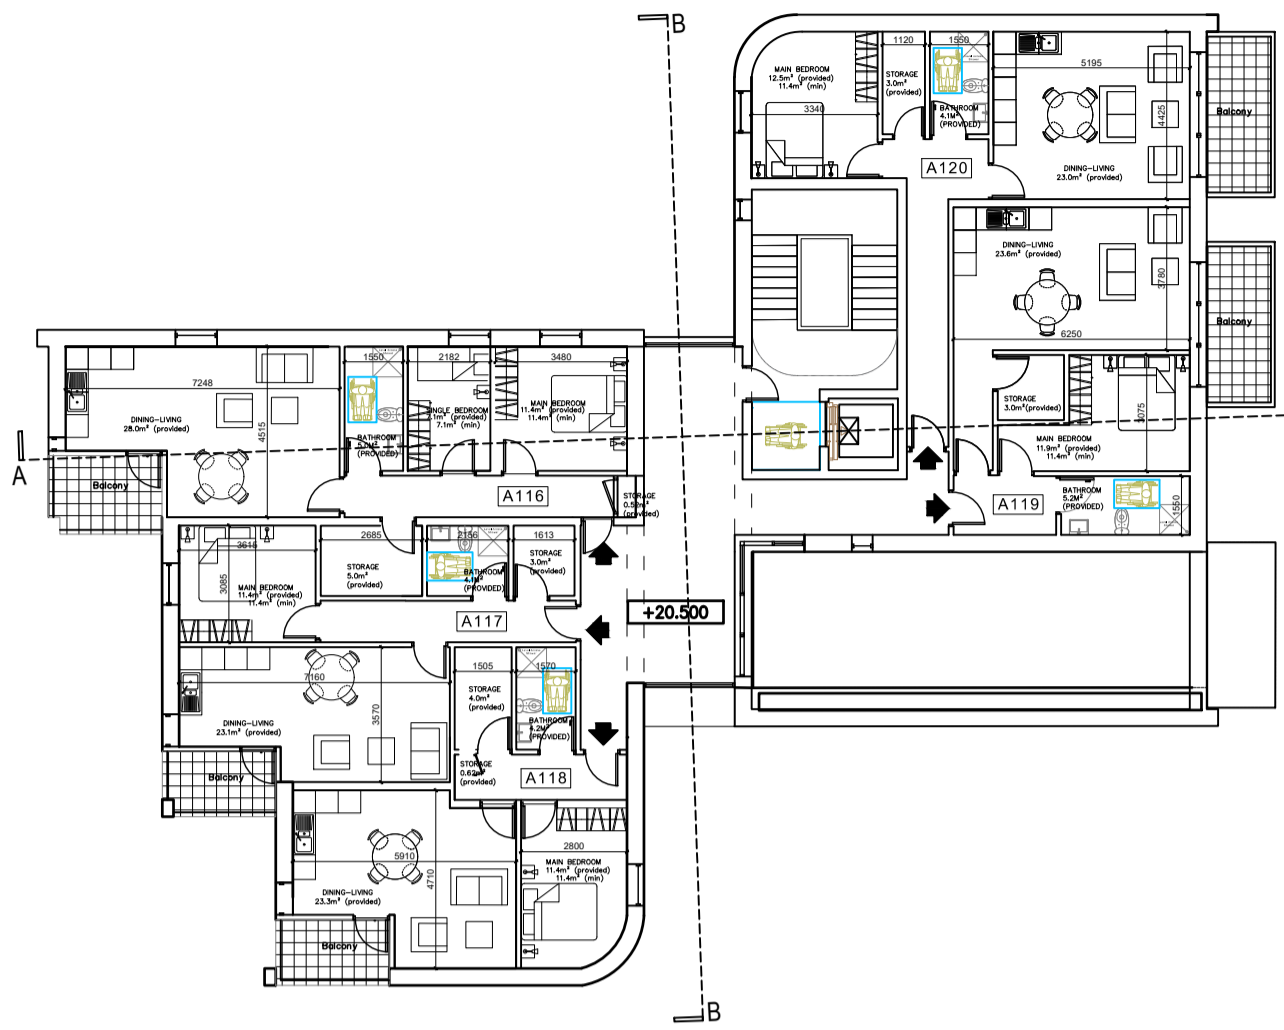 B
1120
1550
MAIN BEDROOM
12.5m² (provided)
11.4m² (min)
STORAGE
3.0m²
(provided)
5195
3340
BATHROOM
4.1M²
(PROVIDED)
Balcony
4425
A120
DINING-LIVING
23.0m² (provided)
DINING-LIVING
23.6m² (provided)
3780
Balcony
6250
1550
2182
3480
7248
STORAGE
3.0m²(provided)
3075
DINING-LIVING
28.0m² (provided)
4515
SINGLE BEDROOM
7.1m² (provided)
7.1m² (min)
MAIN BEDROOM
11.4m² (provided)
11.4m² (min)
BATHROOM
(PROVIDED)
MAIN BEDROOM
11.9m² (provided)
11.4m² (min)
A
Balcony
A116
STORAGE
(provided)
A119
BATHROOM
5.2M²
(PROVIDED)
1550
3615
2685
2156
1613
STORAGE
5.0m²
(provided)
BATHROOM
4.1M²
(PROVIDED)
STORAGE
3.0m²
(provided)
3085
MAIN BEDROOM
11.4m² (provided)
11.4m² (min)
+20.500
A117
7160
1505
1570
STORAGE
4.0m²
(provided)
3570
DINING-LIVING
23.1m² (provided)
BATHROOM
4.2M²
(PROVIDED)
Balcony
STORAGE
0.62m²
(provided)
A118
5910
4710
2800
MAIN BEDROOM
11.4m² (provided)
11.4m² (min)
DINING-LIVING
23.3m² (provided)
Balcony
B